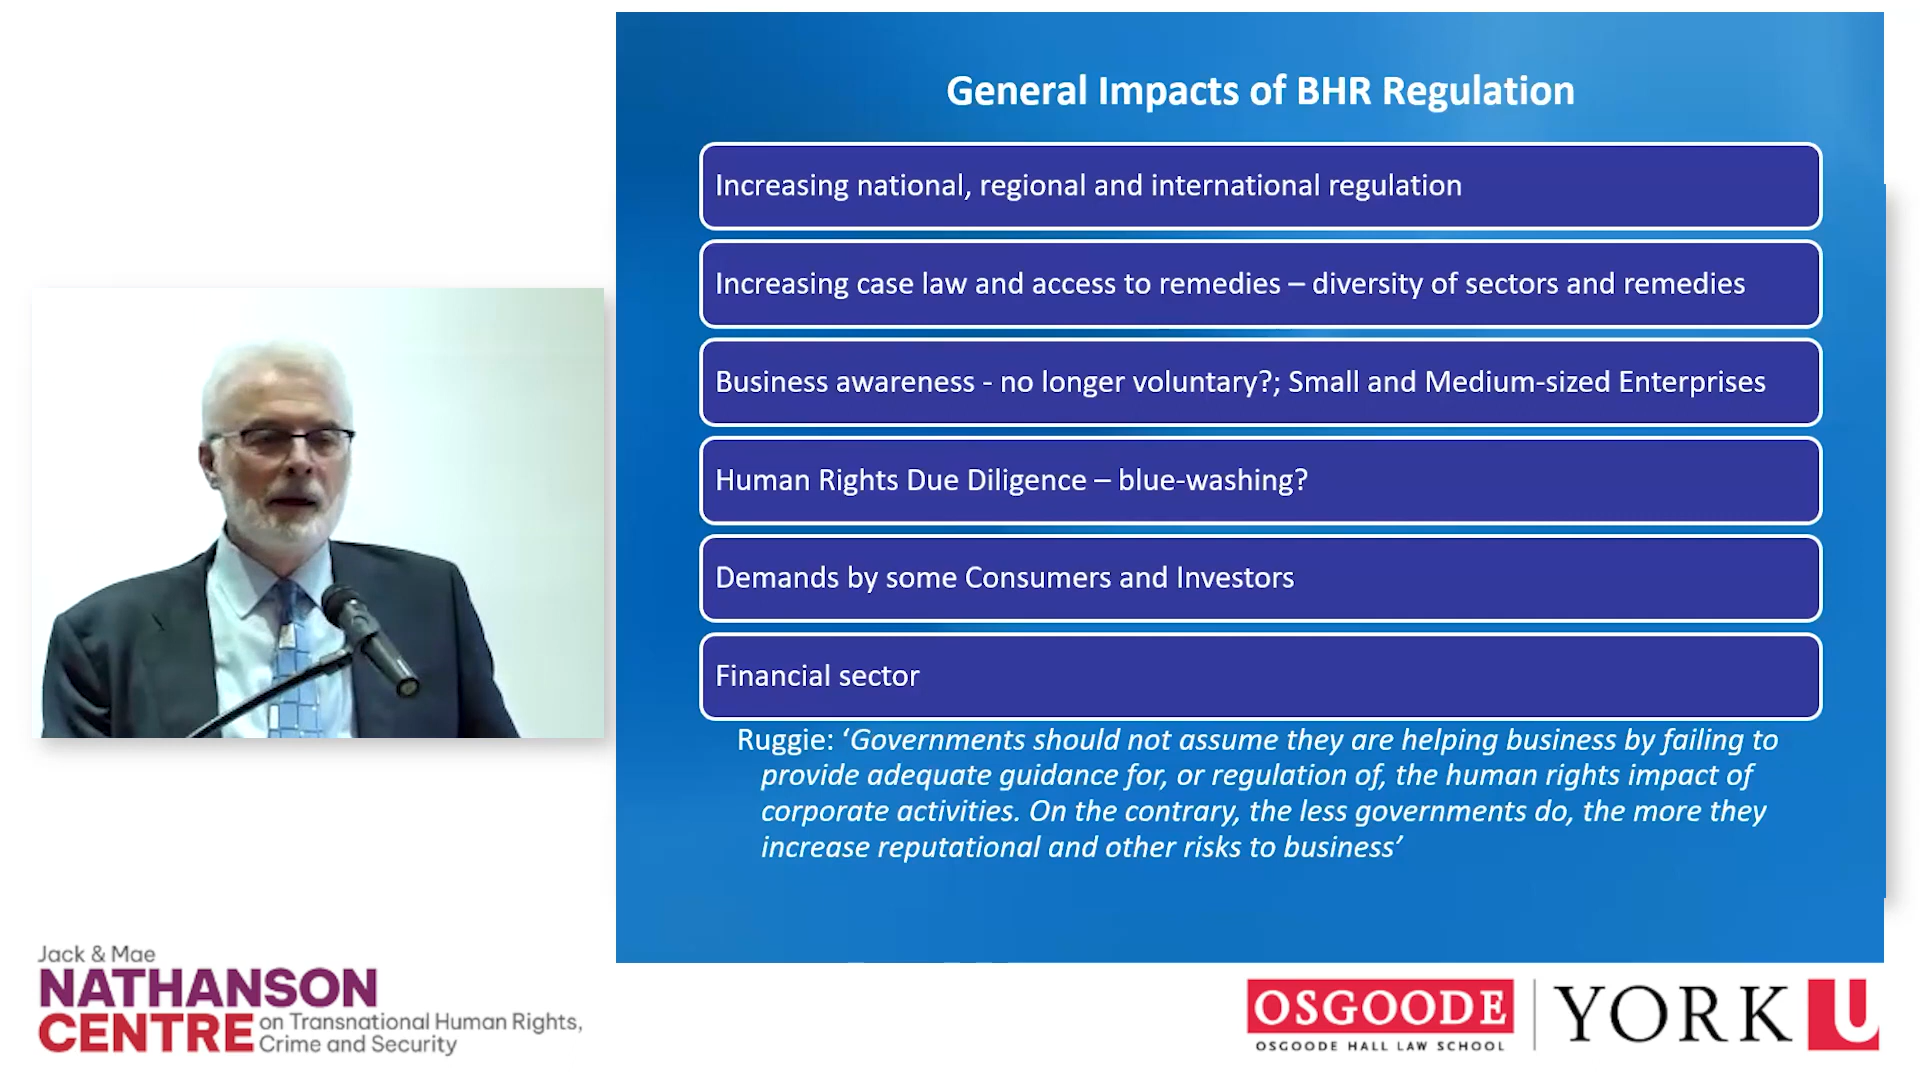 General Impacts of BHR Regulation
Increasing national, regional and international regulation
Increasing case law and access to remedies – diversity of sectors and remedies
Business awareness - no longer voluntary?; Small and Medium-sized Enterprises
Human Rights Due Diligence – blue-washing?
Demands by some Consumers and Investors
Financial sector
Ruggie: ‘Governments should not assume they are helping business by failing to
provide adequate guidance for, or regulation of, the human rights impact of
corporate activities. On the contrary, the less governments do, the more they
increase reputational and other risks to business’
Jack & Mae
NATHANSON
CENTRE on Transnational Human Rights,
Crime and Security
OSGOODE
OSGOODE HALL LAW SCHOOL
YORK U